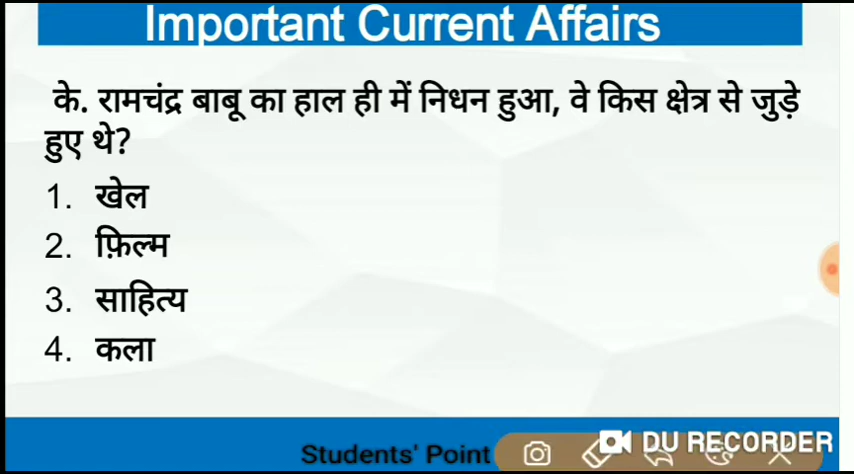 Important Current Affairs
के. रामचंद्र बाबू का हाल ही में निधन हुआ, वे किस क्षेत्र से जुड़े
हुए थे?
1. खेल
2. फ़िल्म
3. साहित्य
4. कला
Students' Point
DU RECORDER